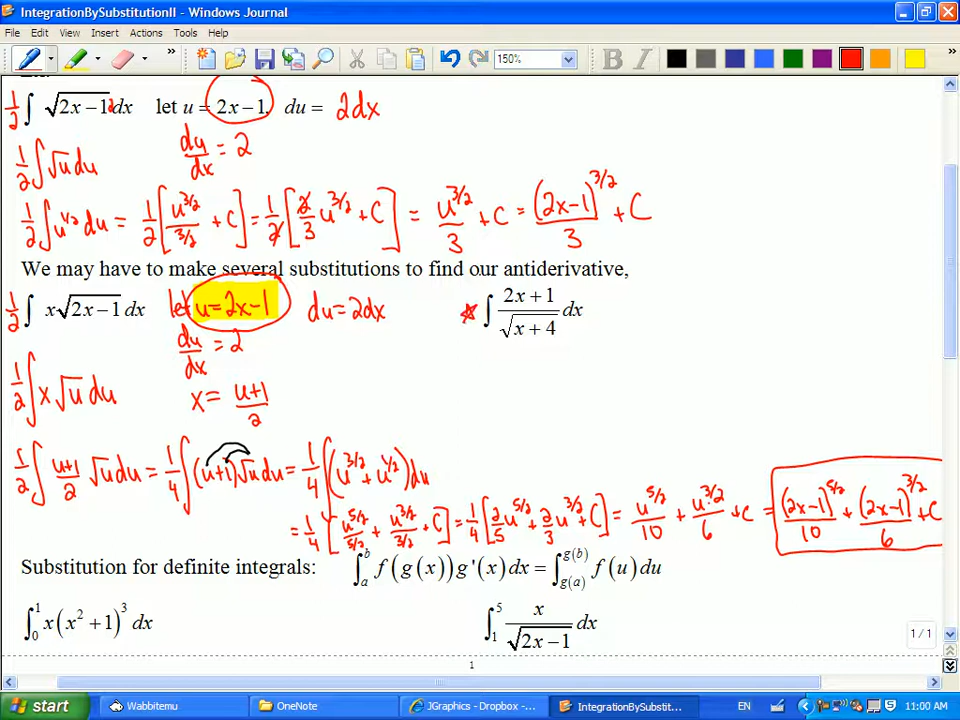 IntegrationBySubstitutionII - Windows Journal
File Edit View Insert Actions Tools Help
150% B I
1/2 ∫ √(2x − 1) 2dx let u = 2x − 1, du = 2dx
du/dx = 2
1/2 ∫ √u du
1/2 ∫ u^(1/2) du = 1/2 [u^(3/2)/(3/2) + C] = 1/2 [2/3 u^(3/2) + C] = u^(3/2)/3 + C = (2x−1)^(3/2)/3 + C
We may have to make several substitutions to find our antiderivative,
1/2 ∫ x√(2x − 1) dx let u = 2x−1 du = 2dx * ∫ (2x + 1)/√(x + 4) dx
du/dx = 2
1/2 ∫ x √u du x = (u+1)/2
1/2 ∫ (u+1)/2 √u du = 1/4 ∫ (u+1)√u du = 1/4 ∫ (u^(3/2) + u^(1/2)) du
= 1/4 [u^(5/2)/(5/2) + u^(3/2)/(3/2) + C] = 1/4 [2/5 u^(5/2) + 2/3 u^(3/2) + C] = u^(5/2)/10 + u^(3/2)/6 + C = (2x−1)^(5/2)/10 + (2x−1)^(3/2)/6 + C
Substitution for definite integrals: ∫_a^b f(g(x))g'(x)dx = ∫_g(a)^g(b) f(u)du
∫_0^1 x(x² + 1)³ dx ∫_1^5 x/√(2x − 1) dx
1/1
1
start Wabbitemu OneNote JGraphics - Dropbox - ... IntegrationBySubstit... EN 11:00 AM